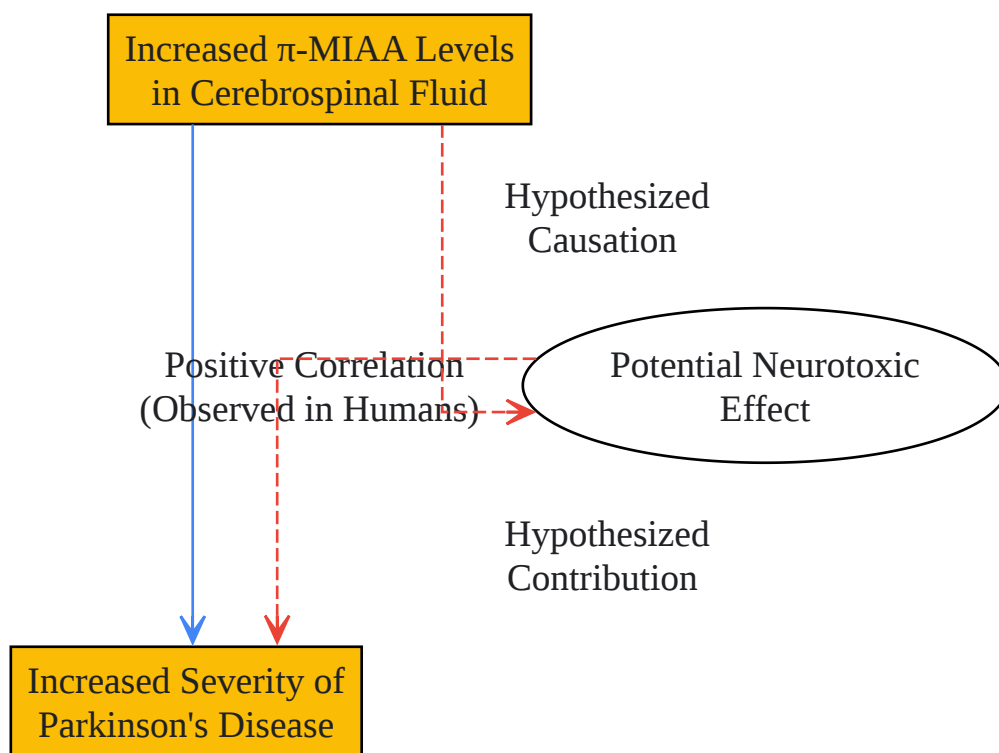 Increased π-MIAA Levels
in Cerebrospinal Fluid
Hypothesized
Causation
Positive Correlation
(Observed in Humans)
Potential Neurotoxic
Effect
Hypothesized
Contribution
Increased Severity of
Parkinson's Disease